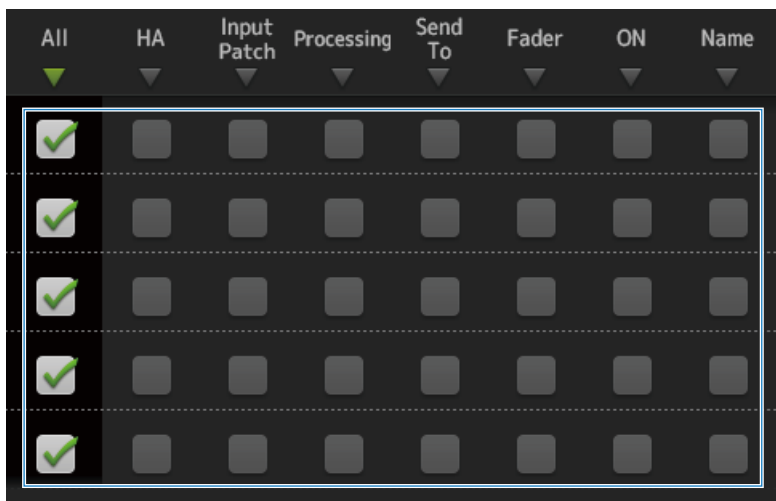 All
HA
Input
Patch
Processing
Send
To
Fader
ON
Name